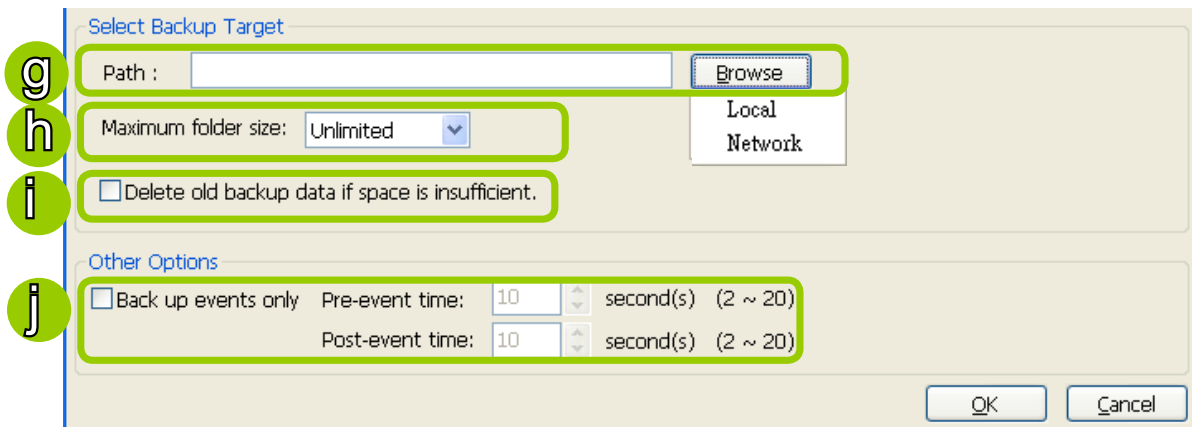 Select Backup Target
g
Path :
Browse
Local
Network
h
Maximum folder size: Unlimited
i
Delete old backup data if space is insufficient.
Other Options
j
Back up events only Pre-event time: 10 second(s) (2 ~ 20)
Post-event time: 10 second(s) (2 ~ 20)
OK Cancel